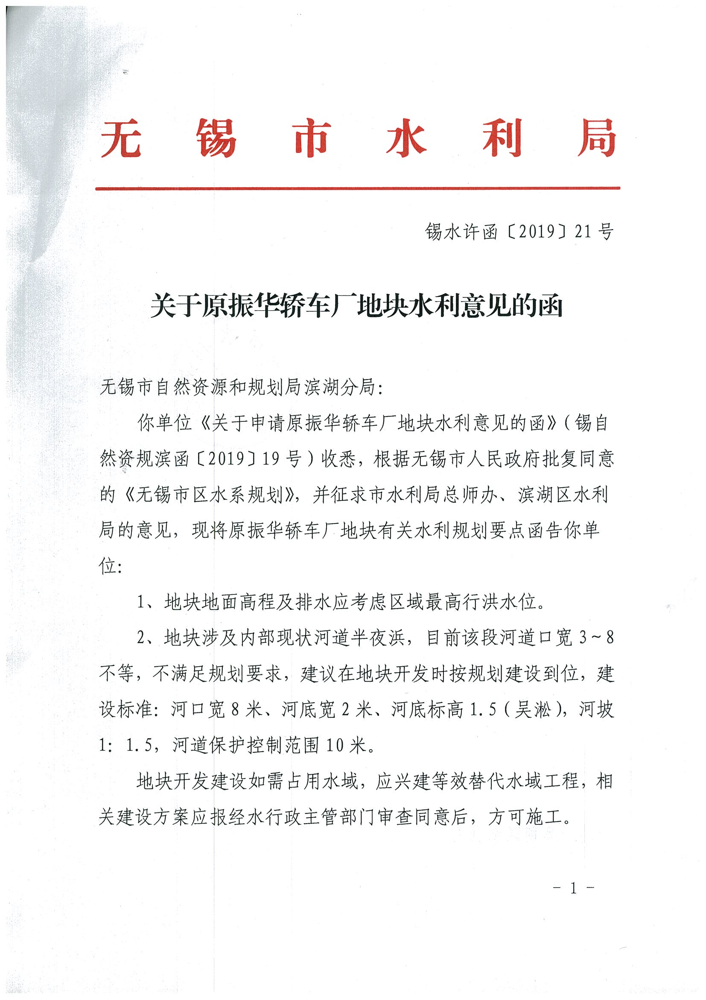 无锡市水利局
锡水许函〔2019〕21号
关于原振华轿车厂地块水利意见的函
无锡市自然资源和规划局滨湖分局：
你单位《关于申请原振华轿车厂地块水利意见的函》（锡自
然资规滨函〔2019〕19号）收悉，根据无锡市人民政府批复同意
的《无锡市区水系规划》，并征求市水利局总师办、滨湖区水利
局的意见，现将原振华轿车厂地块有关水利规划要点函告你单
位：
1、地块地面高程及排水应考虑区域最高行洪水位。
2、地块涉及内部现状河道半夜浜，目前该段河道口宽3~8
不等，不满足规划要求，建议在地块开发时按规划建设到位，建
设标准：河口宽8米、河底宽2米、河底标高1.5（吴淞），河坡
1：1.5，河道保护控制范围10米。
地块开发建设如需占用水域，应兴建等效替代水域工程，相
关建设方案应报经水行政主管部门审查同意后，方可施工。
- 1 -